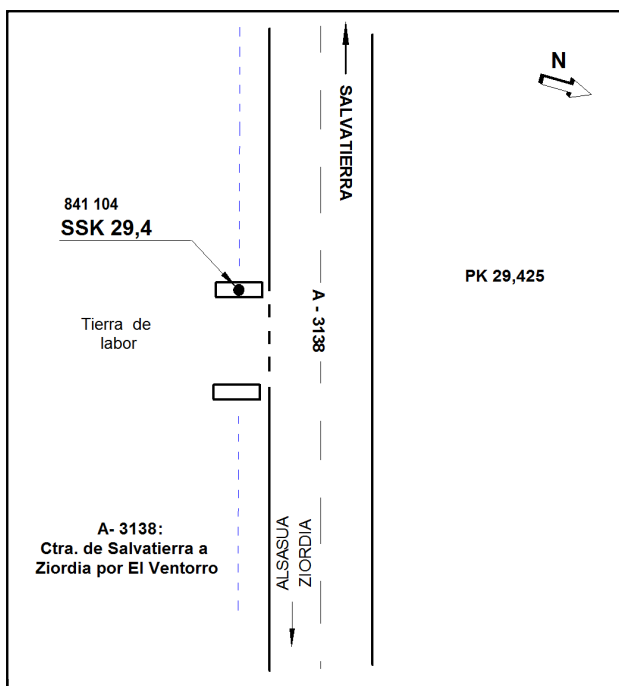 N
SALVATIERRA
841 104
SSK 29,4
PK 29,425
A - 3138
Tierra de
labor
A- 3138:
Ctra. de Salvatierra a
Ziordia por El Ventorro
ALSASUA
ZIORDIA